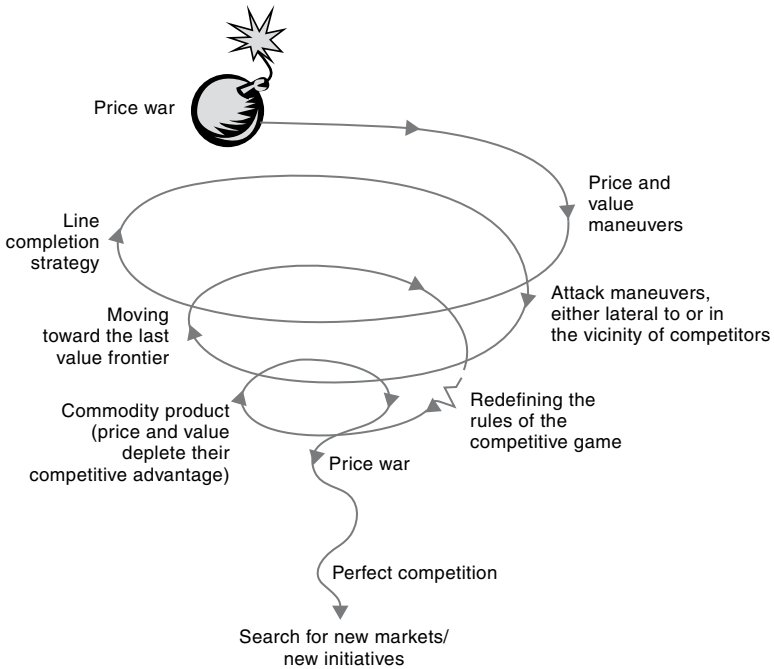 Price war
Price and
value
maneuvers
Line
completion
strategy
Attack maneuvers,
either lateral to or in
the vicinity of competitors
Moving
toward the last
value frontier
Redefining the
rules of the
competitive game
Commodity product
(price and value
deplete their
competitive advantage)
Price war
Perfect competition
Search for new markets/
new initiatives